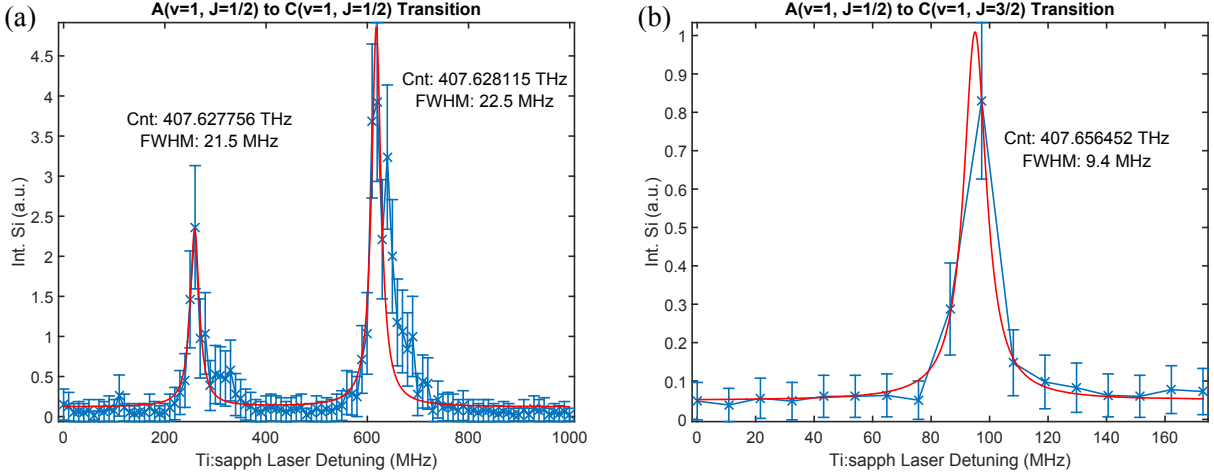 (a)
A(v=1, J=1/2) to C(v=1, J=1/2) Transition
4.5
4
3.5
3
2.5
2
1.5
1
0.5
0
Int. Si (a.u.)
Cnt: 407.627756 THz
FWHM: 21.5 MHz
Cnt: 407.628115 THz
FWHM: 22.5 MHz
0 200 400 600 800 1000
Ti:sapph Laser Detuning (MHz)
(b)
A(v=1, J=1/2) to C(v=1, J=3/2) Transition
1
0.9
0.8
0.7
0.6
0.5
0.4
0.3
0.2
0.1
0
Int. Si (a.u.)
Cnt: 407.656452 THz
FWHM: 9.4 MHz
0 20 40 60 80 100 120 140 160
Ti:sapph Laser Detuning (MHz)